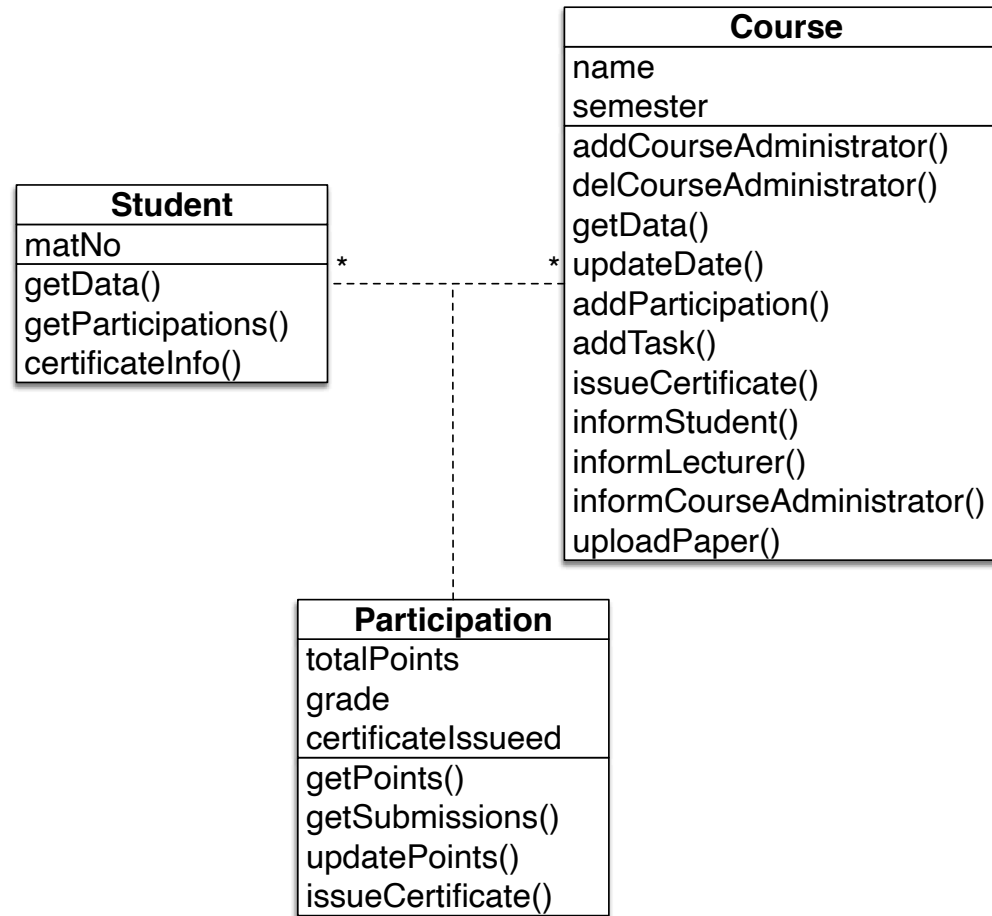 Course
name
semester
addCourseAdministrator()
delCourseAdministrator()
getData()
updateDate()
addParticipation()
addTask()
issueCertificate()
informStudent()
informLecturer()
informCourseAdministrator()
uploadPaper()
Student
matNo
getData()
getParticipations()
certificateInfo()
* *
Participation
totalPoints
grade
certificateIssueed
getPoints()
getSubmissions()
updatePoints()
issueCertificate()